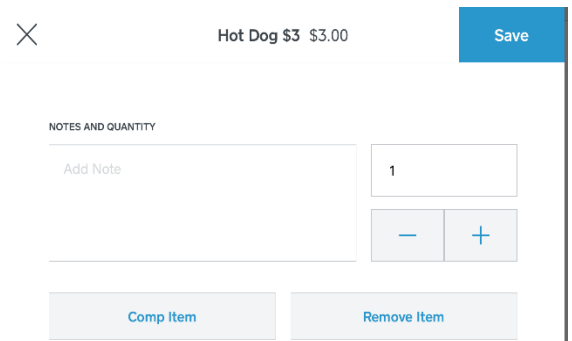 Hot Dog $3 $3.00
Save
NOTES AND QUANTITY
Add Note
1
Comp Item
Remove Item